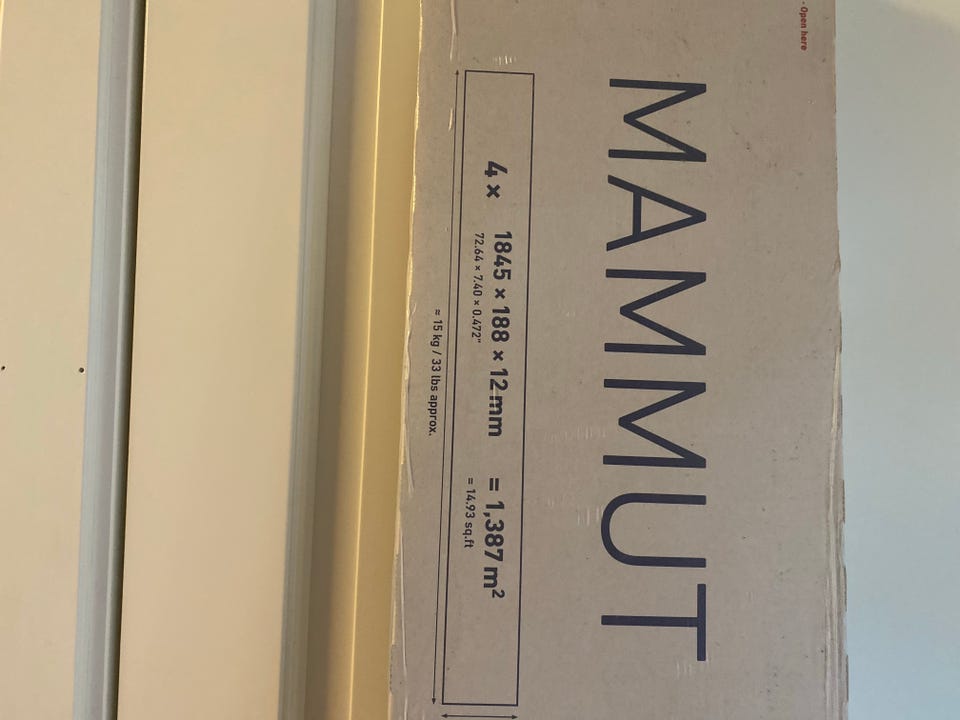 - Open here
MAMMUT
4 × 1845 × 188 × 12 mm = 1,387 m²
72.64 × 7.40 × 0.472" = 14.93 sq.ft
≈ 15 kg / 33 lbs approx.